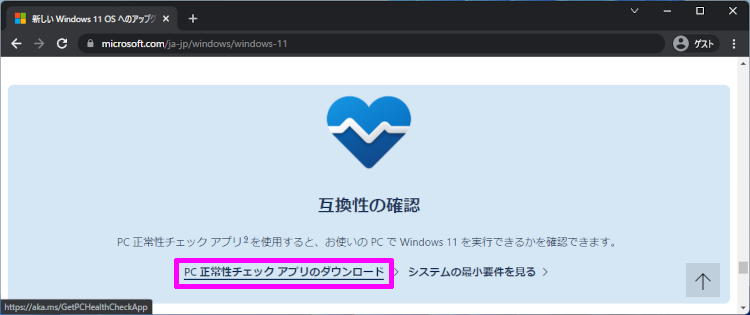 新しい Windows 11 OS へのアップグ
microsoft.com/ja-jp/windows/windows-11
ゲスト
互換性の確認
PC 正常性チェック アプリ9 を使用すると、お使いの PC で Windows 11 を実行できるかを確認できます。
PC 正常性チェック アプリのダウンロード
システムの最小要件を見る
https://aka.ms/GetPCHealthCheckApp